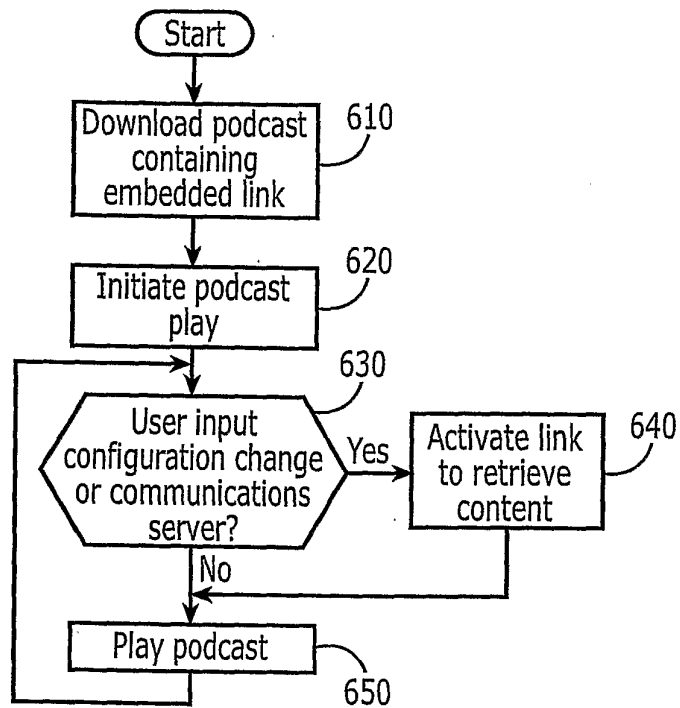 Start
Download podcast
containing
embedded link
610
Initiate podcast
play
620
User input
configuration change
or communications
server?
630
Yes
Activate link
to retrieve
content
640
No
Play podcast
650